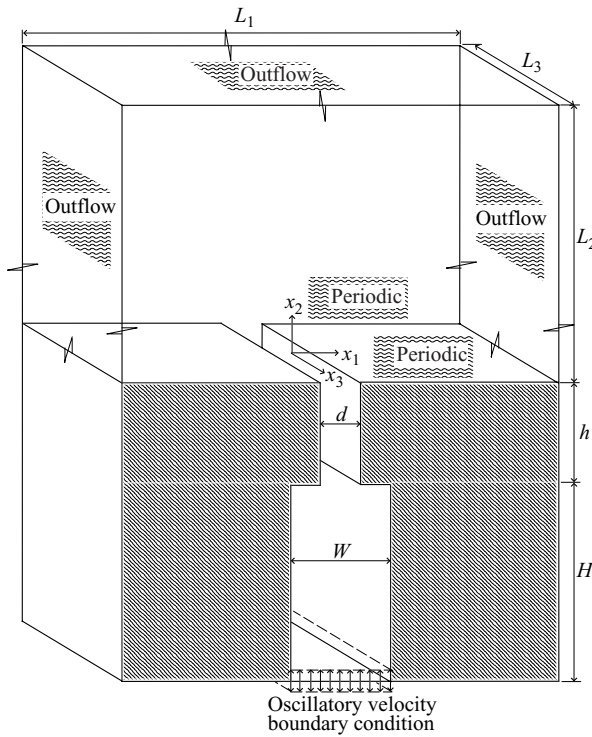 L1
Outflow
L3
Outflow
Outflow
L2
Periodic
x2
x1
Periodic
x3
d
h
W
H
Oscillatory velocity
boundary condition